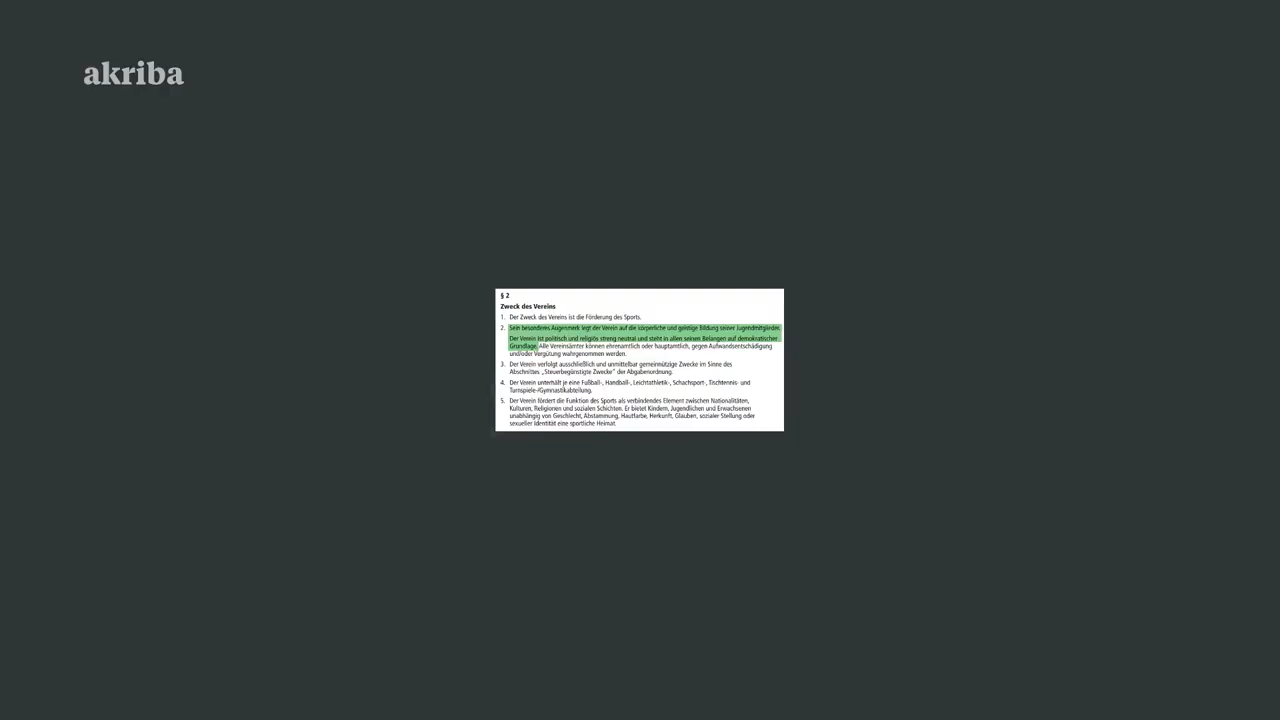 akriba
§ 2
Zweck des Vereins
1. Der Zweck des Vereins ist die Förderung des Sports.
2. Sein besonderes Augenmerk legt der Verein auf die körperliche und geistige Bildung seiner Jugendmitglieder.
Der Verein ist politisch und religiös streng neutral und steht in allen seinen Belangen auf demokratischer
Grundlage. Alle Vereinsämter können ehrenamtlich oder hauptamtlich, gegen Aufwandsentschädigung
und/oder Vergütung wahrgenommen werden.
3. Der Verein verfolgt ausschließlich und unmittelbar gemeinnützige Zwecke im Sinne des
Abschnittes „Steuerbegünstigte Zwecke" der Abgabenordnung.
4. Der Verein unterhält je eine Fußball-, Handball-, Leichtathletik-, Schachsport-, Tischtennis- und
Turnspiele-/Gymnastikabteilung.
5. Der Verein fördert die Funktion des Sports als verbindendes Element zwischen Nationalitäten,
Kulturen, Religionen und sozialen Schichten. Er bietet Kindern, Jugendlichen und Erwachsenen
unabhängig von Geschlecht, Abstammung, Hautfarbe, Herkunft, Glauben, sozialer Stellung oder
sexueller Identität eine sportliche Heimat.